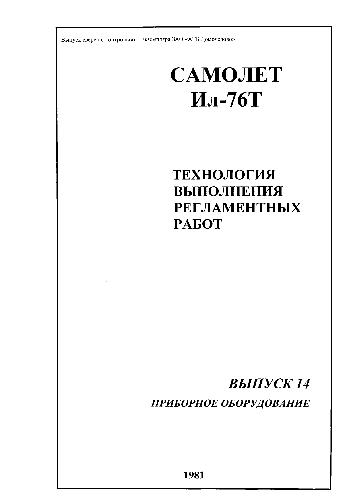 САМОЛЕТ
Ил-76Т
ТЕХНОЛОГИЯ
ВЫПОЛНЕНИЯ
РЕГЛАМЕНТНЫХ
РАБОТ
ВЫПУСК 14
ПРИБОРНОЕ ОБОРУДОВАНИЕ
1981